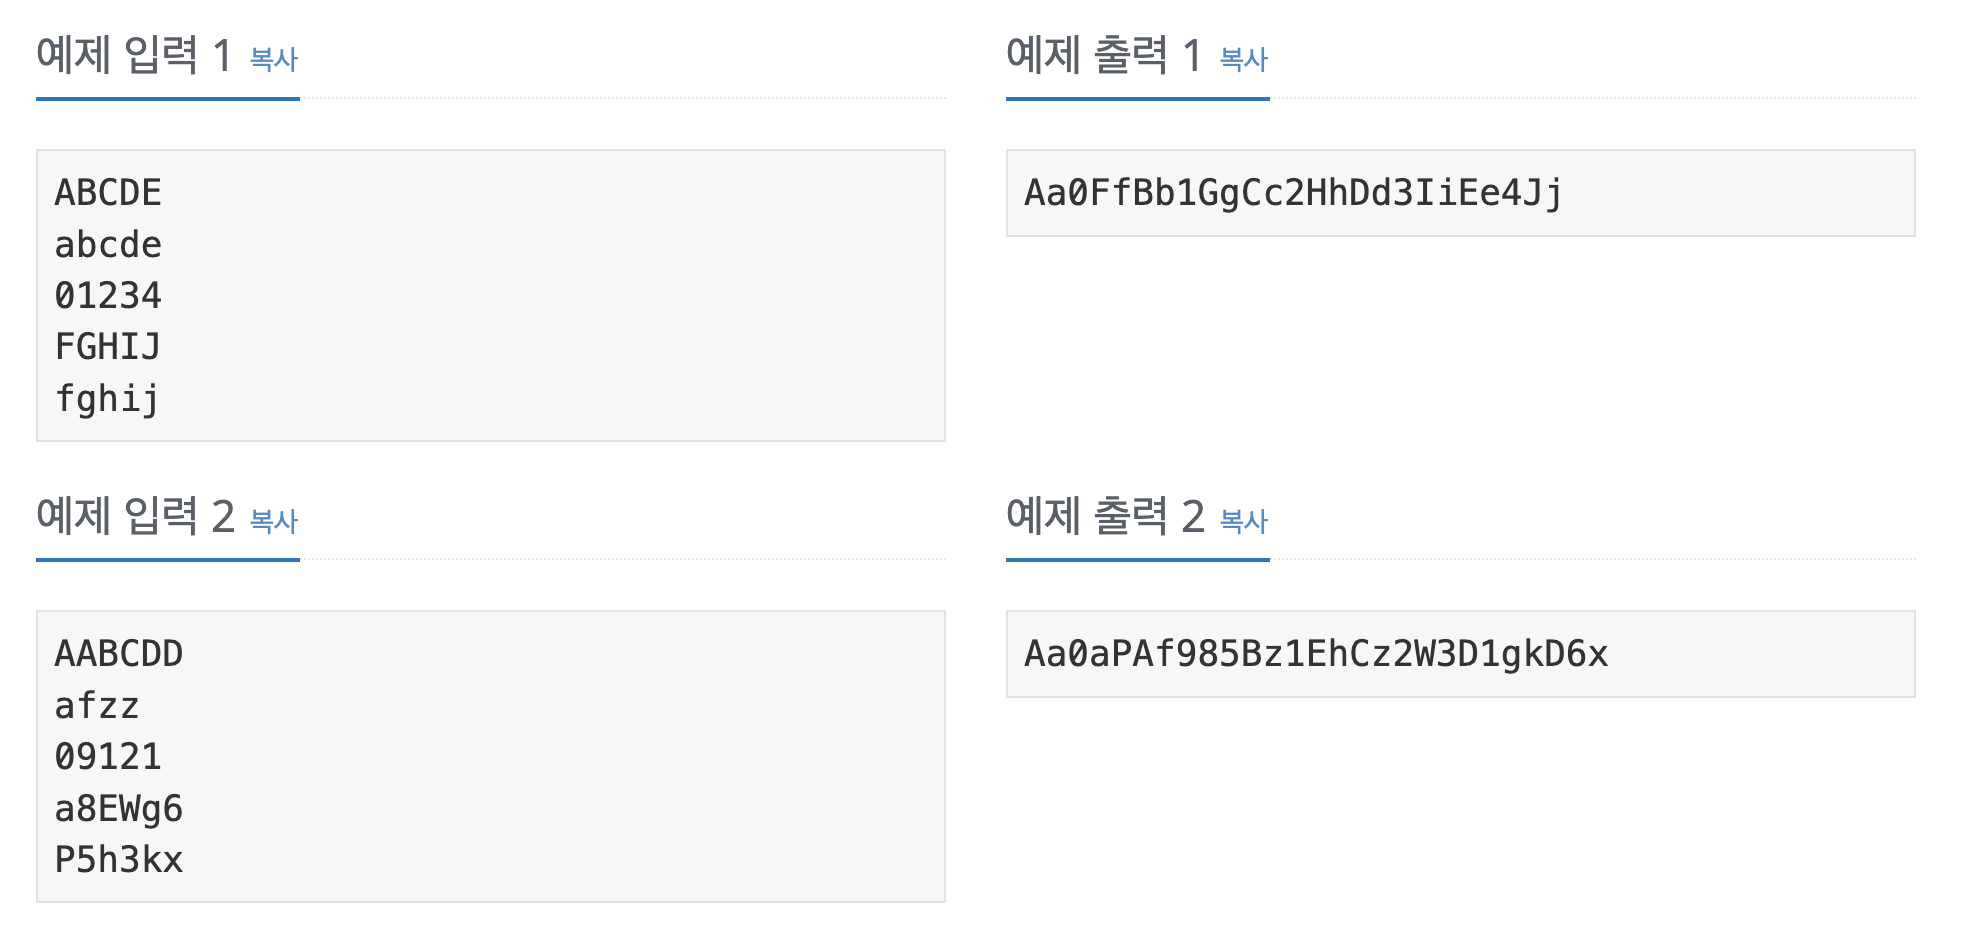 예제 입력 1 복사
ABCDE
abcde
01234
FGHIJ
fghij
예제 출력 1 복사
Aa0FfBb1GgCc2HhDd3IiEe4Jj
예제 입력 2 복사
AABCDD
afzz
09121
a8EWg6
P5h3kx
예제 출력 2 복사
Aa0aPAf985Bz1EhCz2W3D1gkD6x